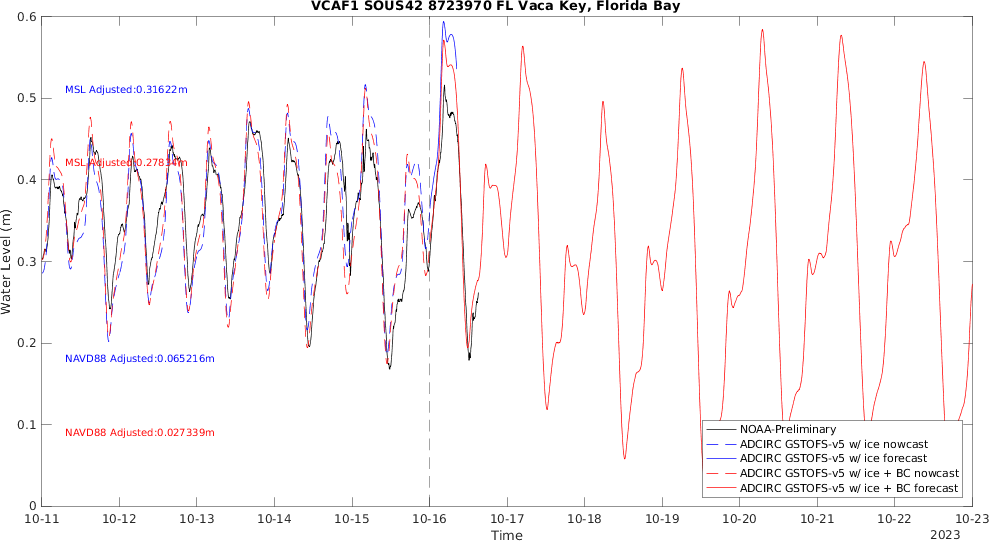 VCAF1 SOUS42 8723970 FL Vaca Key, Florida Bay
0.6
0.5
0.4
0.3
0.2
0.1
0
Water Level (m)
MSL Adjusted:0.31622m
MSL Adjusted:0.27834m
NAVD88 Adjusted:0.065216m
NAVD88 Adjusted:0.027339m
NOAA-Preliminary
ADCIRC GSTOFS-v5 w/ ice nowcast
ADCIRC GSTOFS-v5 w/ ice forecast
ADCIRC GSTOFS-v5 w/ ice + BC nowcast
ADCIRC GSTOFS-v5 w/ ice + BC forecast
10-11 10-12 10-13 10-14 10-15 10-16 10-17 10-18 10-19 10-20 10-21 10-22 10-23
Time
2023